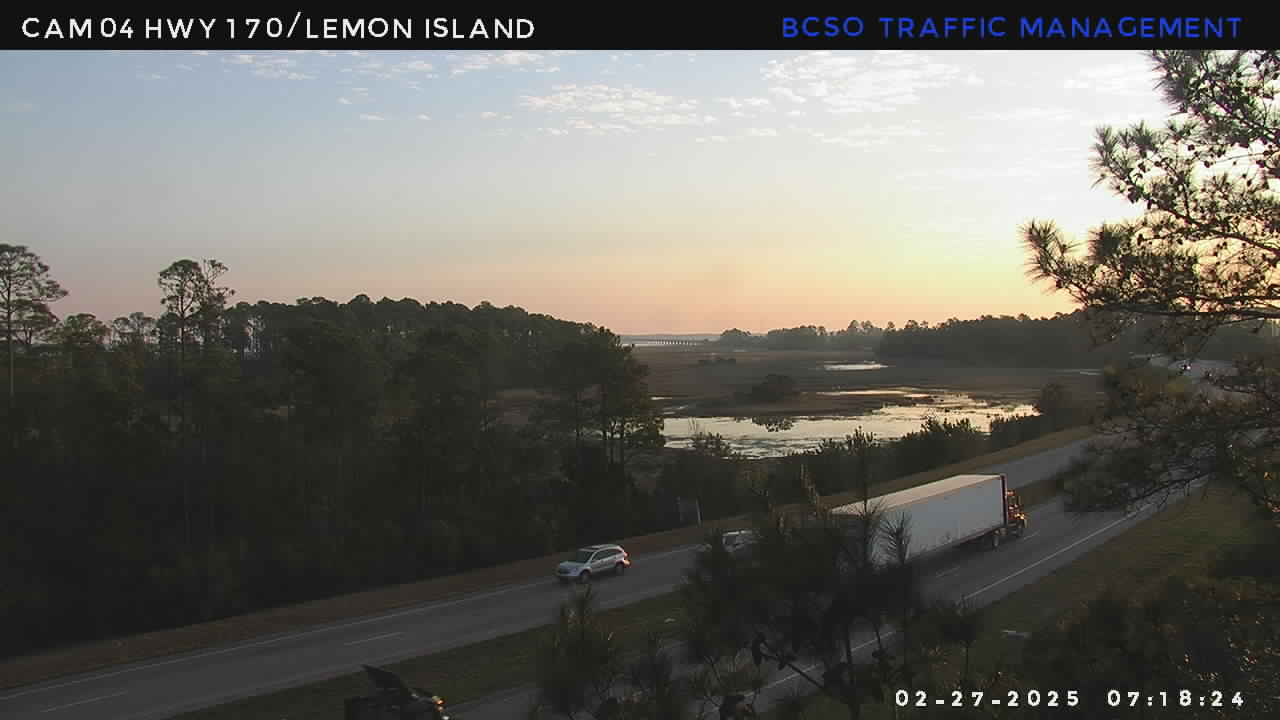 CAM04 HWY 170/LEMON ISLAND
BCSO TRAFFIC MANAGEMENT
02-27-2025 07:18:24